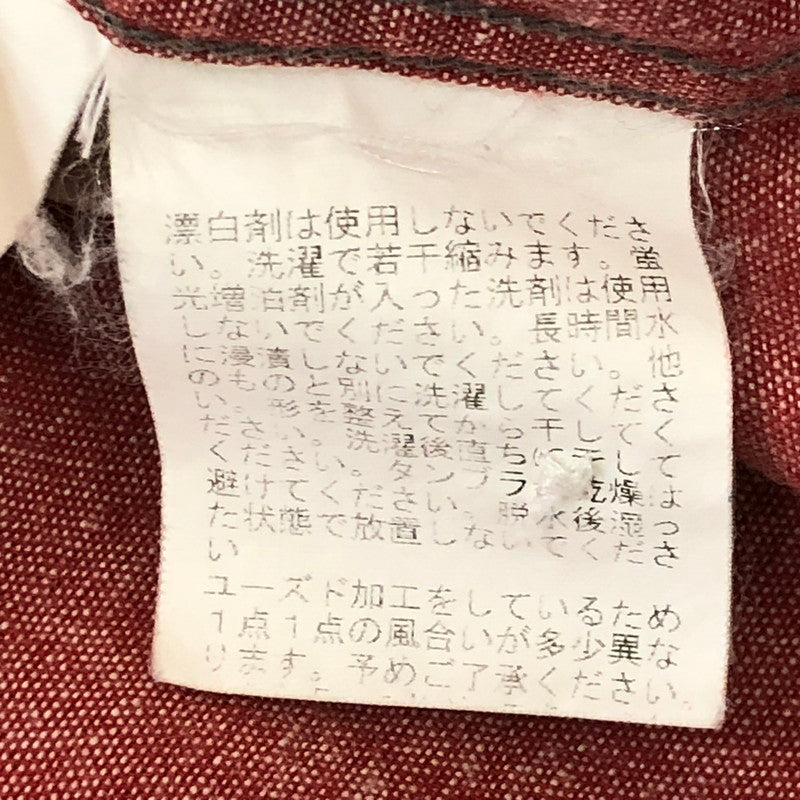 漂白剤は使用しないでくださ
い。洗濯で若干縮みます。蛍
光増白剤が入った洗剤は使用
しないでください。長時間水
に浸漬しないでください。他
のものとは別に洗濯してくさ
い。形を整えてから干してく
ださい。洗濯後直ちに干して
ください。タンブラ乾燥は
避けてください。脱水後湿っ
た状態で放置しないでくださ
い
ユーズド加工をしているため
1点1点の風合いが多少異な
ります。予めご了承ください。